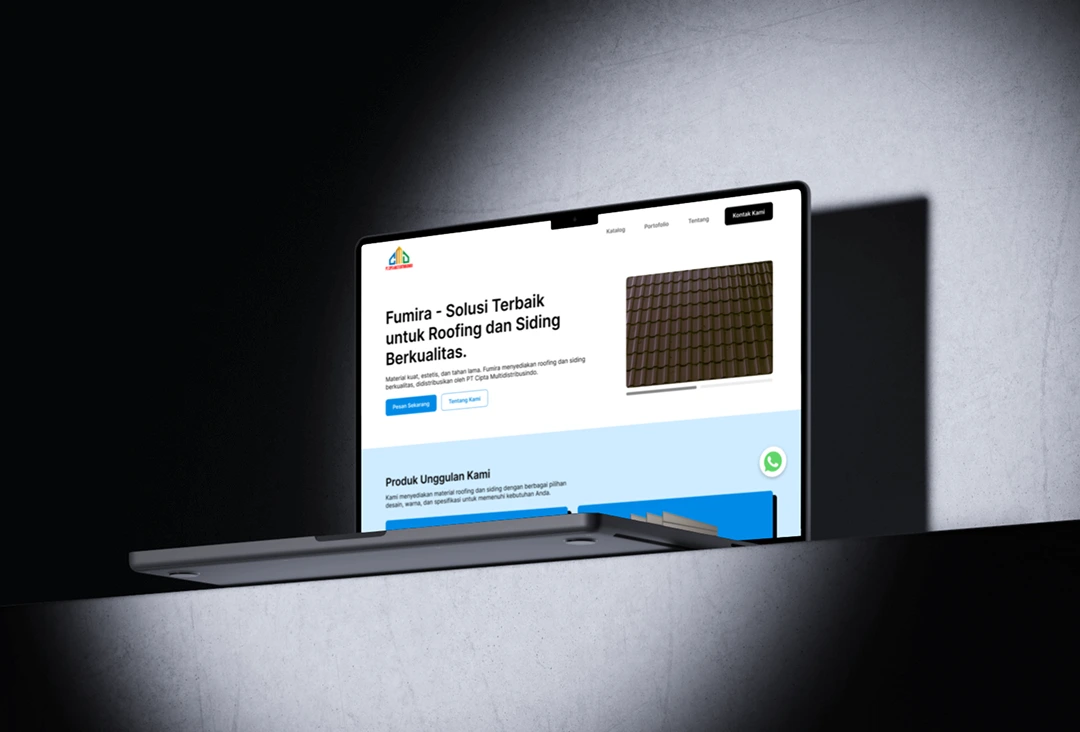 Katalog
Portofolio
Tentang
Kontak Kami
Fumira - Solusi Terbaik
untuk Roofing dan Siding
Berkualitas.
Material kuat, estetis, dan tahan lama. Fumira menyediakan roofing dan siding
berkualitas, didistribusikan oleh PT Cipta Multidistribusindo.
Pesan Sekarang
Tentang Kami
Produk Unggulan Kami
Kami menyediakan material roofing dan siding dengan berbagai pilihan
desain, warna, dan spesifikasi untuk memenuhi kebutuhan Anda.